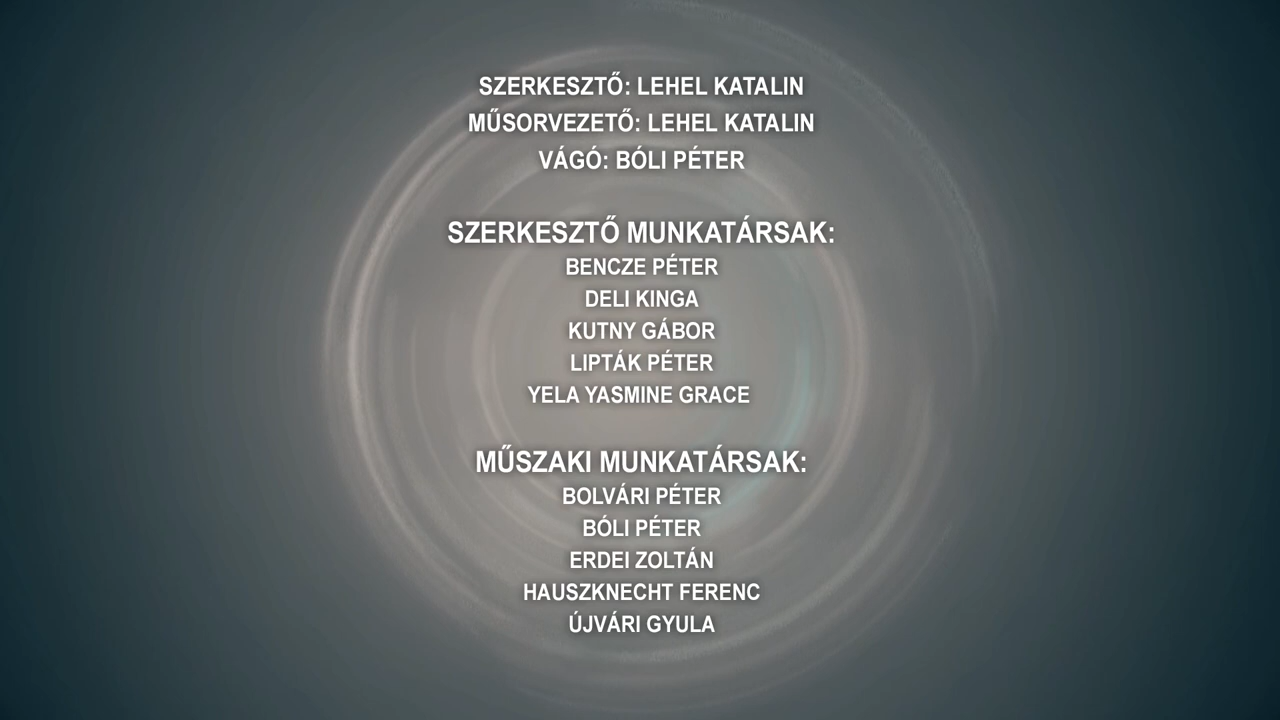 SZERKESZTŐ: LEHEL KATALIN
MŰSORVEZETŐ: LEHEL KATALIN
VÁGÓ: BÓLI PÉTER
SZERKESZTŐ MUNKATÁRSAK:
BENCZE PÉTER
DELI KINGA
KUTNY GÁBOR
LIPTÁK PÉTER
YELA YASMINE GRACE
MŰSZAKI MUNKATÁRSAK:
BOLVÁRI PÉTER
BÓLI PÉTER
ERDEI ZOLTÁN
HAUSZKNECHT FERENC
ÚJVÁRI GYULA